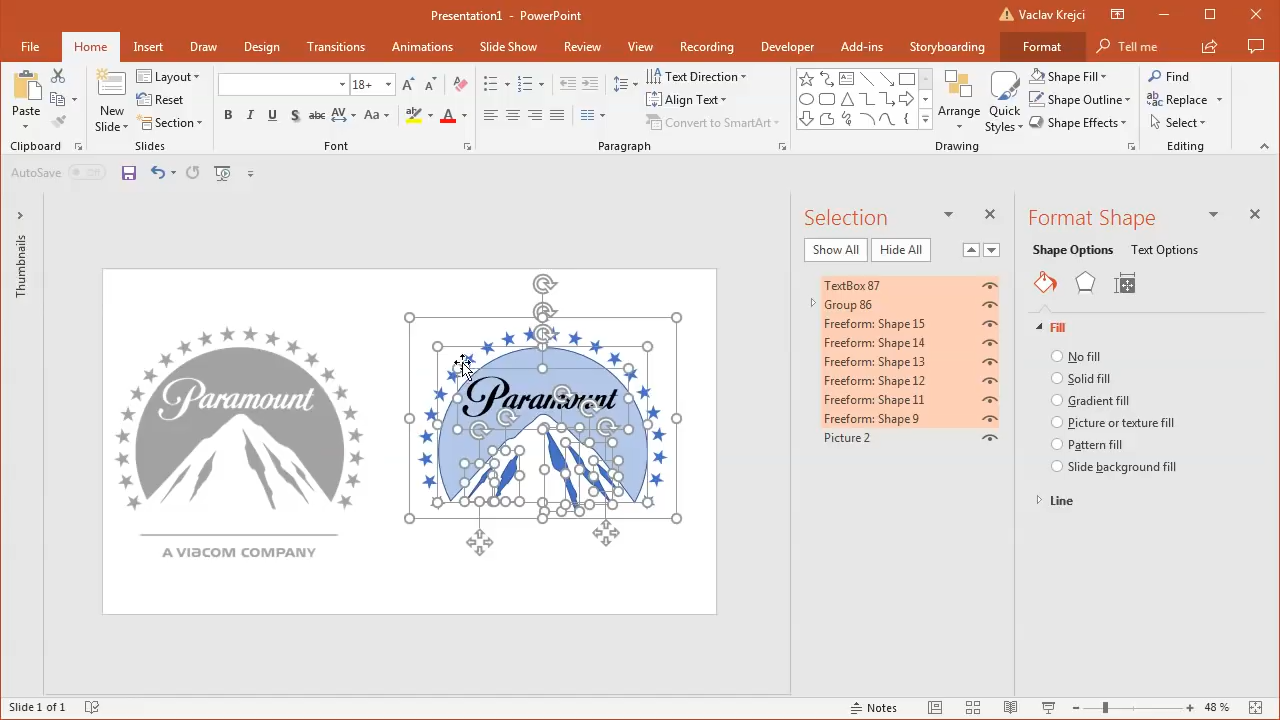 Presentation1 - PowerPoint
Vaclav Krejci
File Home Insert Draw Design Transitions Animations Slide Show Review View Recording Developer Add-ins Storyboarding Format Tell me
Paste
New
Slide
Layout
Reset
Section
18+
B I U S abc AV Aa A
Text Direction
Align Text
Convert to SmartArt
Arrange
Quick
Styles
Shape Fill
Shape Outline
Shape Effects
Find
Replace
Select
Clipboard Slides Font Paragraph Drawing Editing
AutoSave Off
Thumbnails
Paramount
A VIACOM COMPANY
Paramount
Selection
Show All Hide All
TextBox 87
Group 86
Freeform: Shape 15
Freeform: Shape 14
Freeform: Shape 13
Freeform: Shape 12
Freeform: Shape 11
Freeform: Shape 9
Picture 2
Format Shape
Shape Options Text Options
Fill
No fill
Solid fill
Gradient fill
Picture or texture fill
Pattern fill
Slide background fill
Line
Slide 1 of 1
Notes
48 %